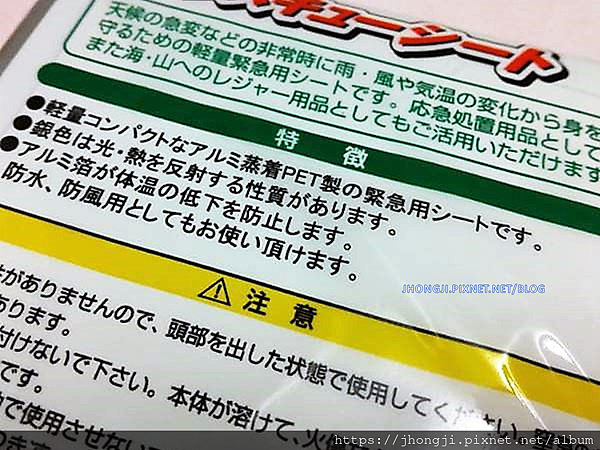 スキューシート
天候の急変などの非常時に雨・風や気温の変化から身を
守るための軽量緊急用シートです。応急処置用品として
また海・山へのレジャー用品としてもご活用いただけます
特 徴
●軽量コンパクトなアルミ蒸着PET製の緊急用シートです。
●銀色は光・熱を反射する性質があります。
●アルミ箔が体温の低下を防止します。
防水、防風用としてもお使い頂けます。
JHONGJI.PIXNET.NET/BLOG
注 意
がありませんので、頭部を出した状態で使用してください。
あります。
付けないで下さい。本体が溶けて、火傷
です。
で使用させないで
https://jhongji.pixnet.net/album